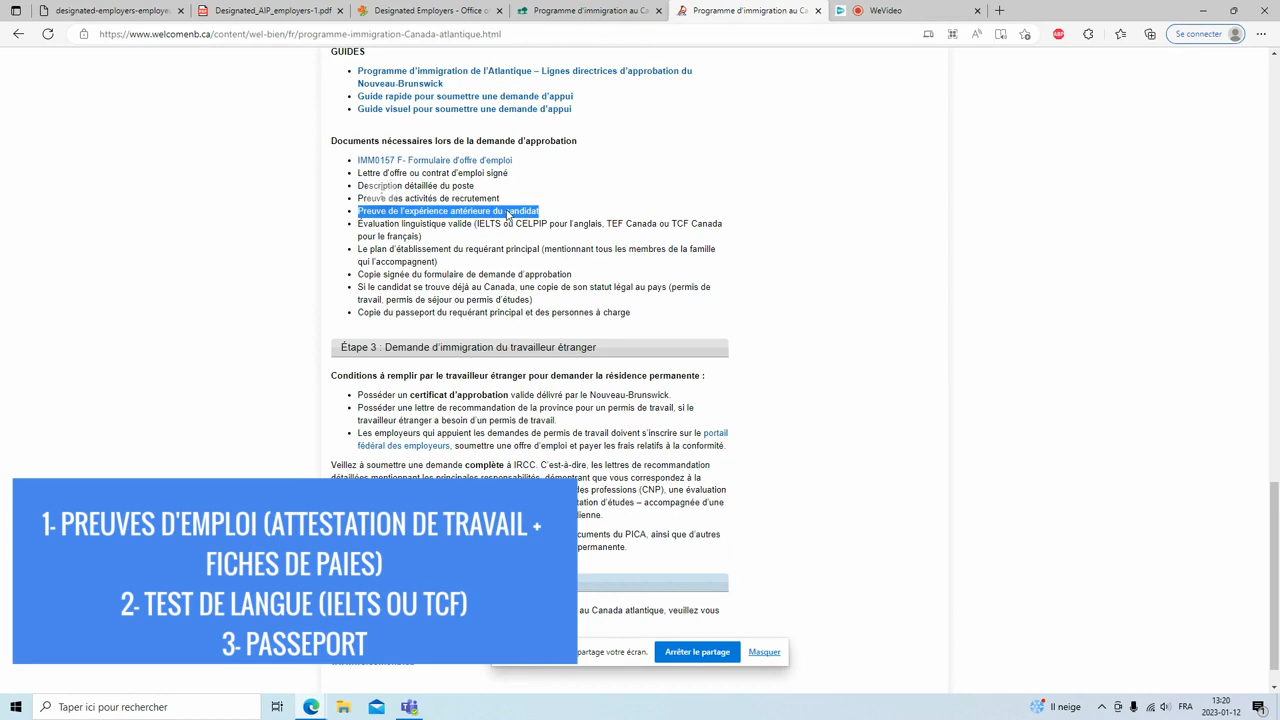 designated-employers-employe
Designated_AIP_employers-1.pdf
Designated Employers - Office o
Programme d'immigration au Ca
Programme d'immigration au Ca
WeVideo
https://www.welcomenb.ca/content/wel-bien/fr/programme-immigration-Canada-atlantique.html
Se connecter
GUIDES
Programme d'immigration de l'Atlantique – Lignes directrices d'approbation du
Nouveau-Brunswick
Guide rapide pour soumettre une demande d'appui
Guide visuel pour soumettre une demande d'appui
Documents nécessaires lors de la demande d'approbation
IMM0157 F- Formulaire d'offre d'emploi
Lettre d'offre ou contrat d'emploi signé
Description détaillée du poste
Preuve des activités de recrutement
Preuve de l'expérience antérieure du candidat
Évaluation linguistique valide (IELTS ou CELPIP pour l'anglais, TEF Canada ou TCF Canada
pour le français)
Le plan d'établissement du requérant principal (mentionnant tous les membres de la famille
qui l'accompagnent)
Copie signée du formulaire de demande d'approbation
Si le candidat se trouve déjà au Canada, une copie de son statut légal au pays (permis de
travail, permis de séjour ou permis d'études)
Copie du passeport du requérant principal et des personnes à charge
Étape 3 : Demande d'immigration du travailleur étranger
Conditions à remplir par le travailleur étranger pour demander la résidence permanente :
Posséder un certificat d'approbation valide délivré par le Nouveau-Brunswick.
Posséder une lettre de recommandation de la province pour un permis de travail, si le
travailleur étranger a besoin d'un permis de travail.
Les employeurs qui appuient les demandes de permis de travail doivent s'inscrire sur le portail
fédéral des employeurs, soumettre une offre d'emploi et payer les frais relatifs à la conformité.
Veillez à soumettre une demande complète à IRCC. C'est-à-dire, les lettres de recommandation
détaillées mentionnant les principales responsabilités, démontrant que vous correspondez à la
des professions (CNP), une évaluation
tation d'études – accompagnée d'une
dienne.
cuments du PICA, ainsi que d'autres
permanente.
au Canada atlantique, veuillez vous
1- PREUVES D'EMPLOI (ATTESTATION DE TRAVAIL +
FICHES DE PAIES)
2- TEST DE LANGUE (IELTS OU TCF)
3- PASSEPORT
partage votre écran.
Arrêter le partage
Masquer
Taper ici pour rechercher
Il neige
FRA
13:20
2023-01-12